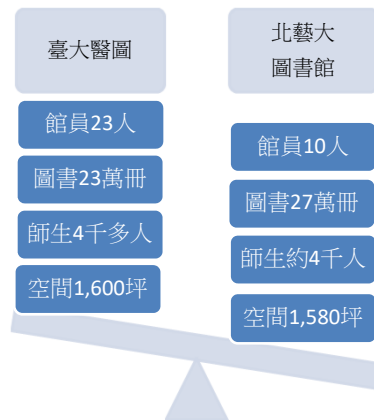 臺大醫圖
館員23人
圖書23萬冊
師生4千多人
空間1,600坪
北藝大
圖書館
館員10人
圖書27萬冊
師生約4千人
空間1,580坪